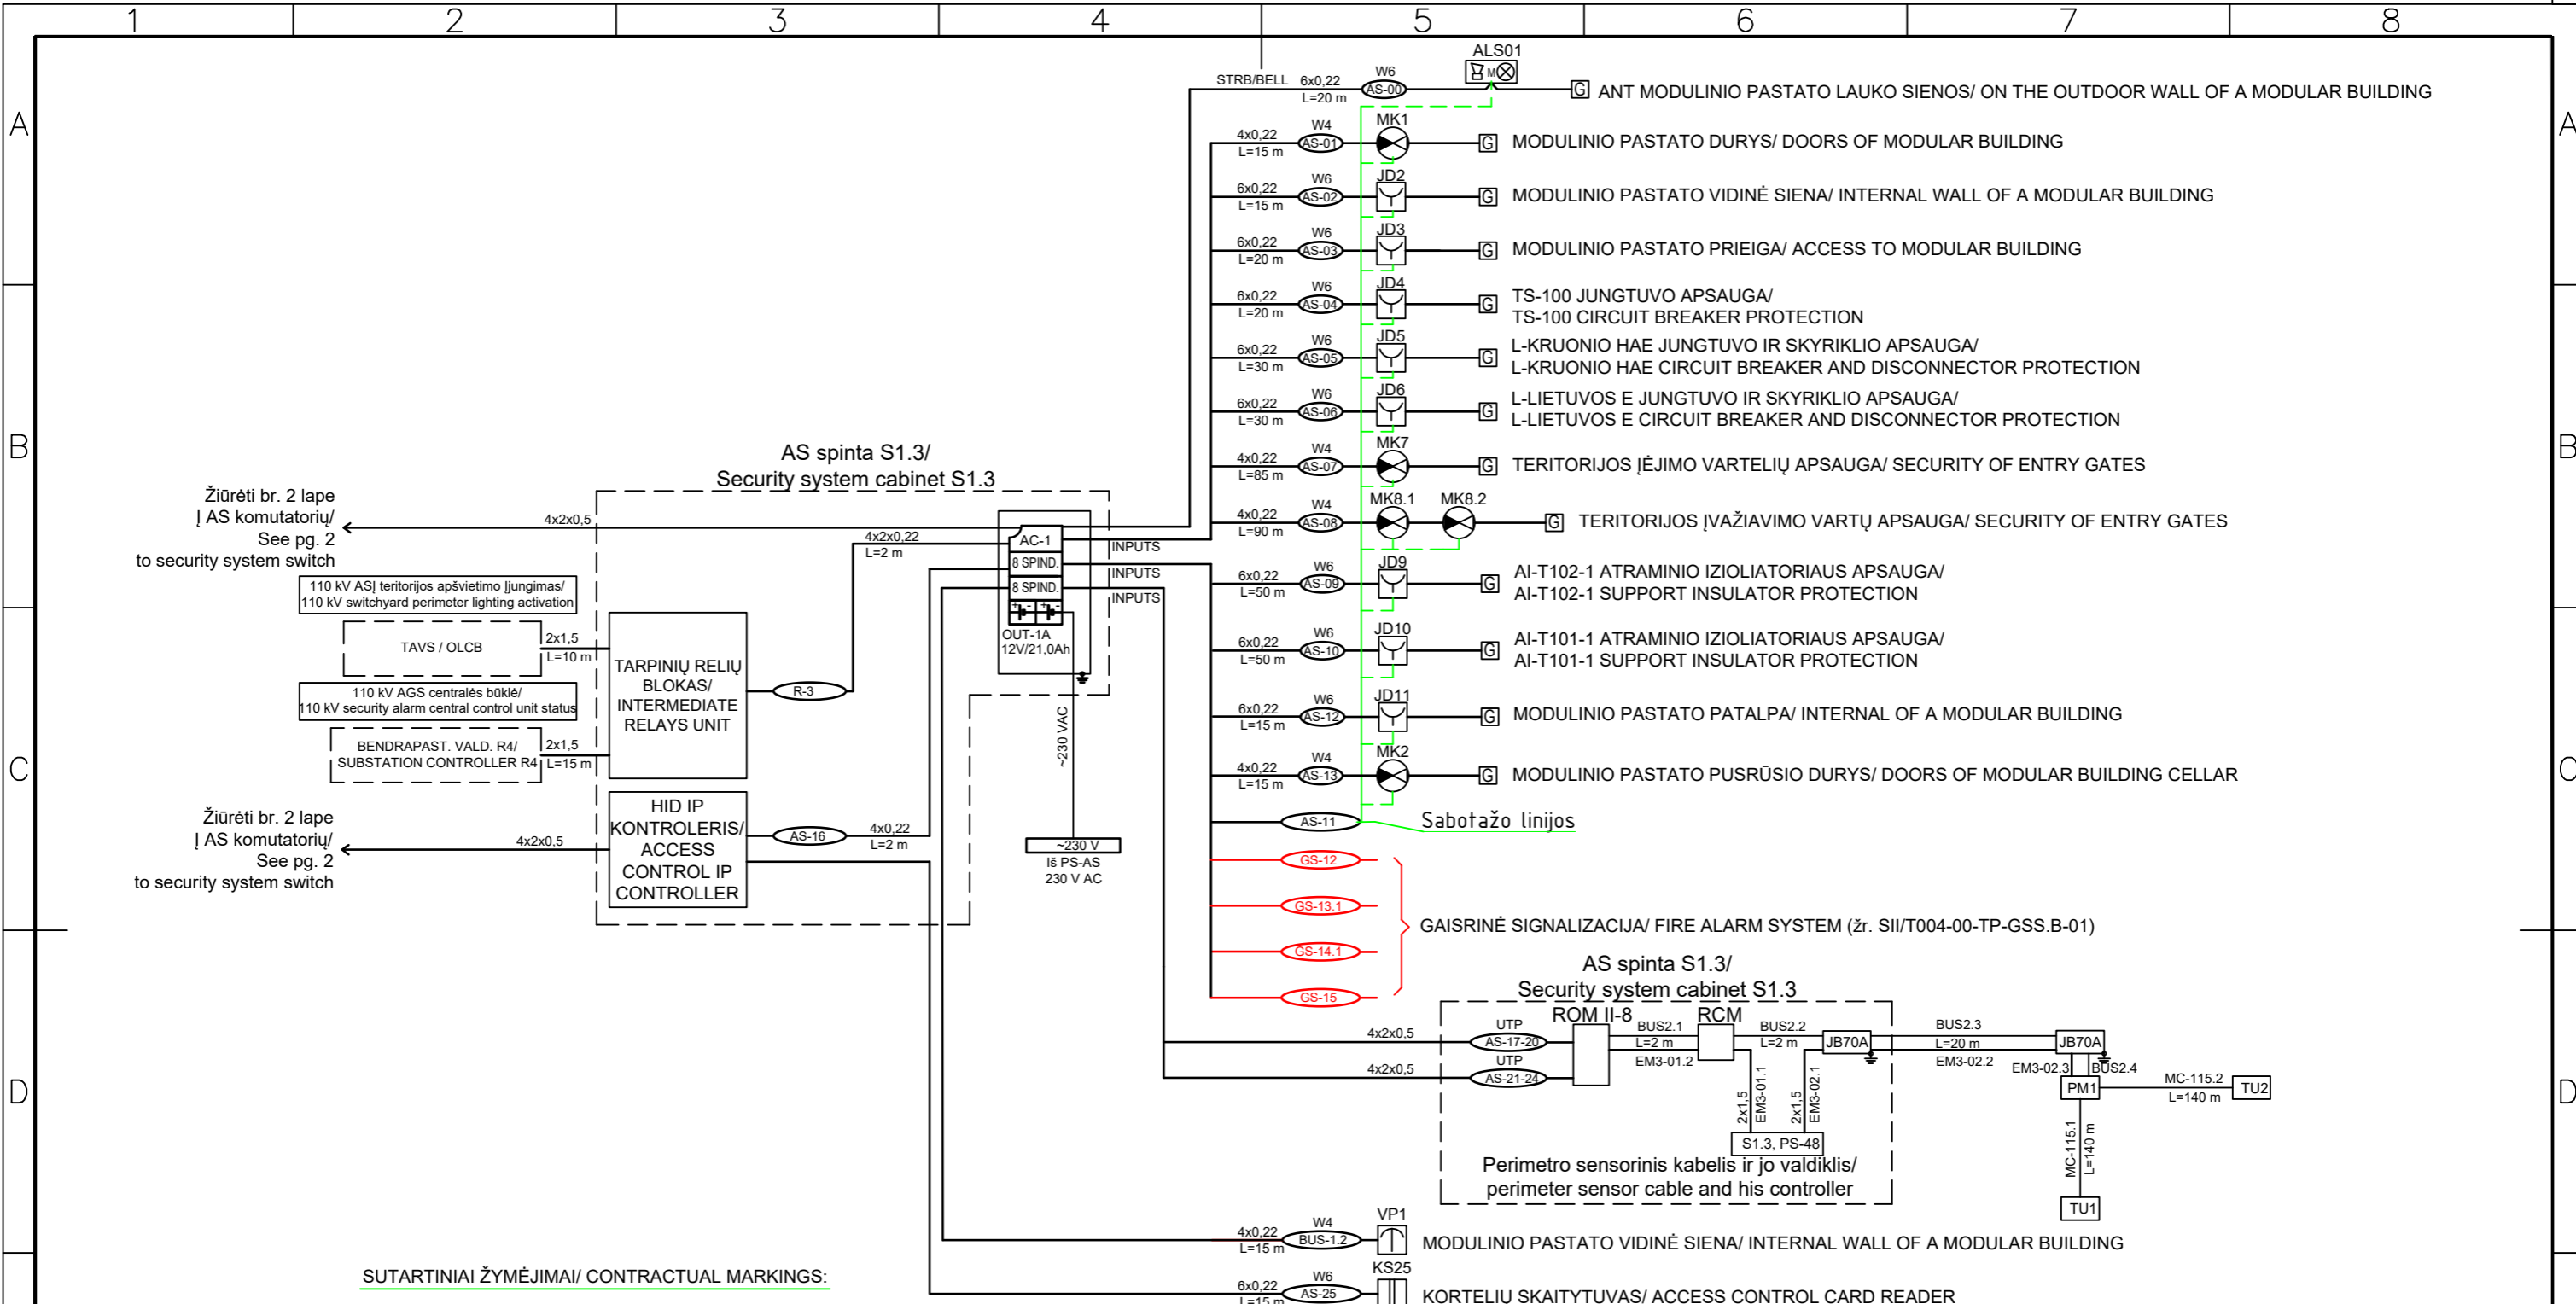 1 2 3 4 5 6 7 8
A A
B B
C C
D D
STRB/BELL 6x0,22 L=20 m W6 AS-00 ALS01 M G ANT MODULINIO PASTATO LAUKO SIENOS/ ON THE OUTDOOR WALL OF A MODULAR BUILDING
4x0,22 L=15 m W4 AS-01 MK1 G MODULINIO PASTATO DURYS/ DOORS OF MODULAR BUILDING
6x0,22 L=15 m W6 AS-02 JD2 G MODULINIO PASTATO VIDINĖ SIENA/ INTERNAL WALL OF A MODULAR BUILDING
6x0,22 L=20 m W6 AS-03 JD3 G MODULINIO PASTATO PRIEIGA/ ACCESS TO MODULAR BUILDING
6x0,22 L=20 m W6 AS-04 JD4 G TS-100 JUNGTUVO APSAUGA/
TS-100 CIRCUIT BREAKER PROTECTION
6x0,22 L=30 m W6 AS-05 JD5 G L-KRUONIO HAE JUNGTUVO IR SKYRIKLIO APSAUGA/
L-KRUONIO HAE CIRCUIT BREAKER AND DISCONNECTOR PROTECTION
6x0,22 L=30 m W6 AS-06 JD6 G L-LIETUVOS E JUNGTUVO IR SKYRIKLIO APSAUGA/
L-LIETUVOS E CIRCUIT BREAKER AND DISCONNECTOR PROTECTION
4x0,22 L=85 m W4 AS-07 MK7 G TERITORIJOS ĮĖJIMO VARTELIŲ APSAUGA/ SECURITY OF ENTRY GATES
4x0,22 L=90 m W4 AS-08 MK8.1 MK8.2 G TERITORIJOS ĮVAŽIAVIMO VARTŲ APSAUGA/ SECURITY OF ENTRY GATES
6x0,22 L=50 m W6 AS-09 JD9 G AI-T102-1 ATRAMINIO IZIOLIATORIAUS APSAUGA/
AI-T102-1 SUPPORT INSULATOR PROTECTION
6x0,22 L=50 m W6 AS-10 JD10 G AI-T101-1 ATRAMINIO IZIOLIATORIAUS APSAUGA/
AI-T101-1 SUPPORT INSULATOR PROTECTION
6x0,22 L=15 m W6 AS-12 JD11 G MODULINIO PASTATO PATALPA/ INTERNAL OF A MODULAR BUILDING
4x0,22 L=15 m W4 AS-13 MK2 G MODULINIO PASTATO PUSRŪSIO DURYS/ DOORS OF MODULAR BUILDING CELLAR
AS-11 Sabotažo linijos
GS-12
GS-13.1
GS-14.1
GS-15
GAISRINĖ SIGNALIZACIJA/ FIRE ALARM SYSTEM (žr. SII/T004-00-TP-GSS.B-01)
AS spinta S1.3/
Security system cabinet S1.3
Žiūrėti br. 2 lape
Į AS komutatorių/
See pg. 2
to security system switch
4x2x0,5
4x2x0,22
L=2 m
AC-1
8 SPIND.
8 SPIND.
+ - + -
OUT-1A
12V/21,0Ah
INPUTS
INPUTS
INPUTS
110 kV ASĮ teritorijos apšvietimo Įjungimas/
110 kV switchyard perimeter lighting activation
TAVS / OLCB
2x1,5
L=10 m
110 kV AGS centralės būklė/
110 kV security alarm central control unit status
BENDRAPAST. VALD. R4/
SUBSTATION CONTROLLER R4
2x1,5
L=15 m
TARPINIŲ RELIŲ
BLOKAS/
INTERMEDIATE
RELAYS UNIT
R-3
HID IP
KONTROLERIS/
ACCESS
CONTROL IP
CONTROLLER
AS-16
4x0,22
L=2 m
Žiūrėti br. 2 lape
Į AS komutatorių/
See pg. 2
to security system switch
4x2x0,5
~230 VAC
~230 V
Iš PS-AS
230 V AC
AS spinta S1.3/
Security system cabinet S1.3
4x2x0,5 UTP AS-17-20
4x2x0,5 UTP AS-21-24
ROM II-8
BUS2.1
L=2 m
EM3-01.2
RCM
BUS2.2
L=2 m
JB70A
BUS2.3
L=20 m
EM3-02.2
JB70A
EM3-02.3
BUS2.4
PM1
MC-115.2
L=140 m
TU2
2x1,5
EM3-01.1
2x1,5
EM3-02.1
S1.3, PS-48
MC-115.1
L=140 m
TU1
Perimetro sensorinis kabelis ir jo valdiklis/
perimeter sensor cable and his controller
4x0,22 L=15 m W4 BUS-1.2 VP1 MODULINIO PASTATO VIDINĖ SIENA/ INTERNAL WALL OF A MODULAR BUILDING
6x0,22 L=15 m W6 AS-25 KS25 KORTELIU SKAITYTUVAS/ ACCESS CONTROL CARD READER
SUTARTINIAI ŽYMĖJIMAI/ CONTRACTUAL MARKINGS: